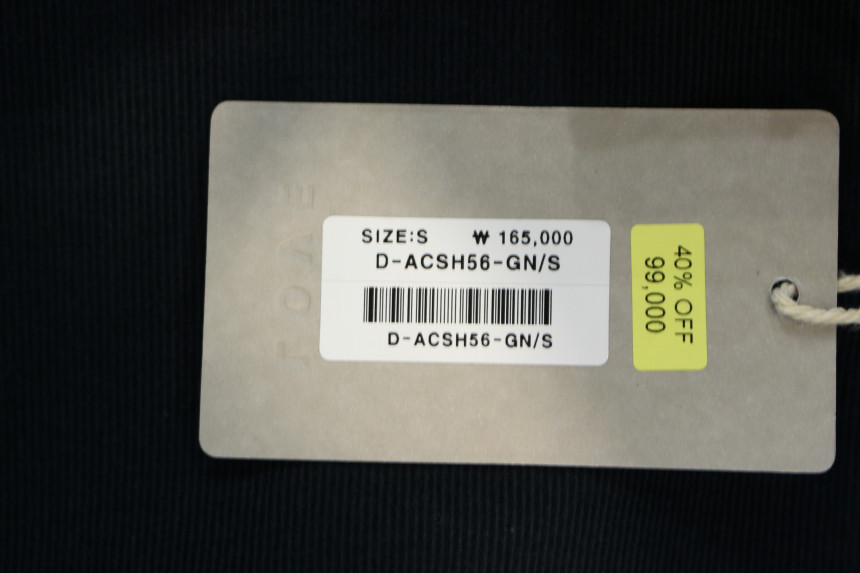 SIZE:S ₩ 165,000
D-ACSH56-GN/S
D-ACSH56-GN/S
40% OFF
99,000